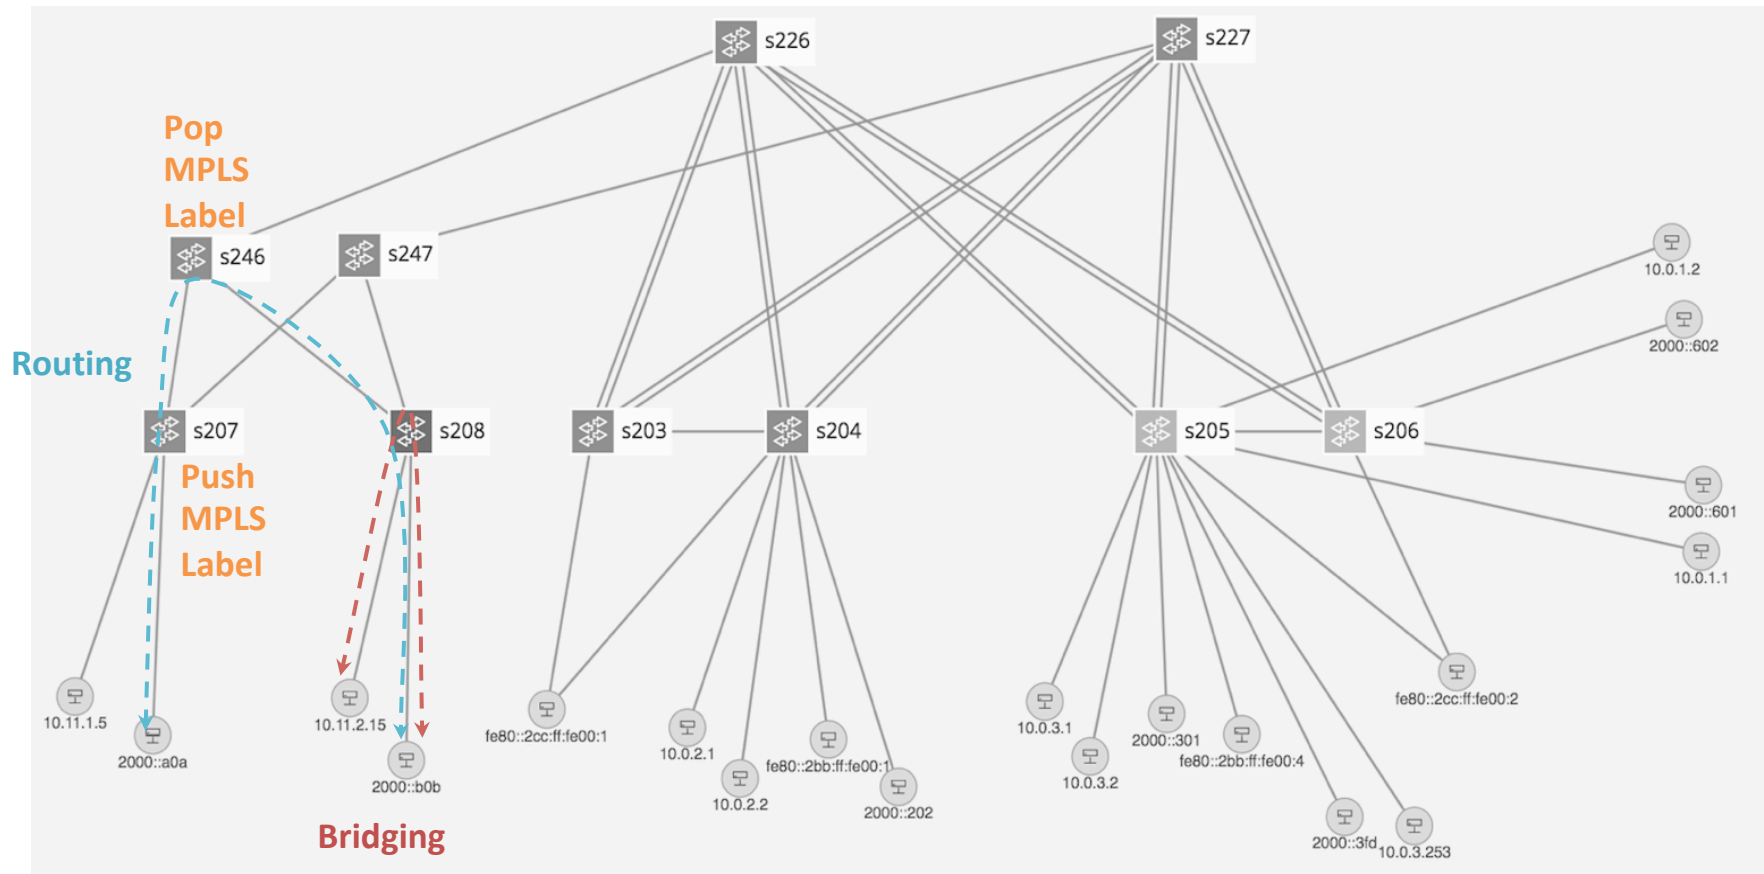 s226
s227
Pop
MPLS
Label
s246
s247
10.0.1.2
2000::602
Routing
s207
s208
s203
s204
s205
s206
Push
MPLS
Label
2000::601
10.0.1.1
10.11.1.5
2000::a0a
10.11.2.15
2000::b0b
fe80::2cc:ff:fe00:1
10.0.2.1
10.0.2.2
fe80::2bb:ff:fe00:1
2000::202
10.0.3.1
10.0.3.2
2000::301
fe80::2bb:ff:fe00:4
fe80::2cc:ff:fe00:2
2000::3fd
10.0.3.253
Bridging